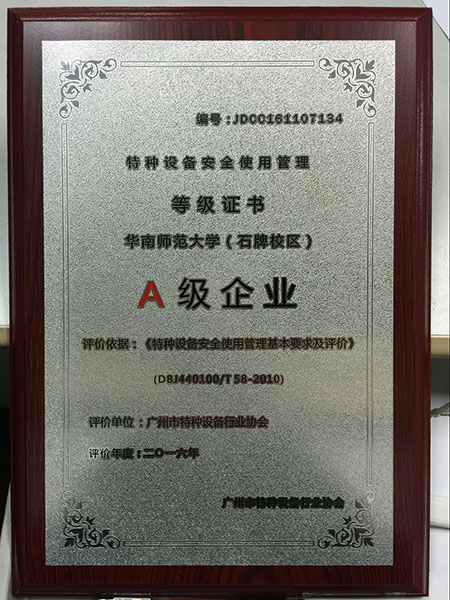 编号:JDC0161107134
特种设备安全使用管理
等级证书
华南师范大学(石牌校区)
A级企业
评价依据:《特种设备安全使用管理基本要求及评价》
(DBJ440100/T 58-2010)
评价单位:广州市特种设备行业协会
评价年度:二〇一六年
广州市特种设备行业协会